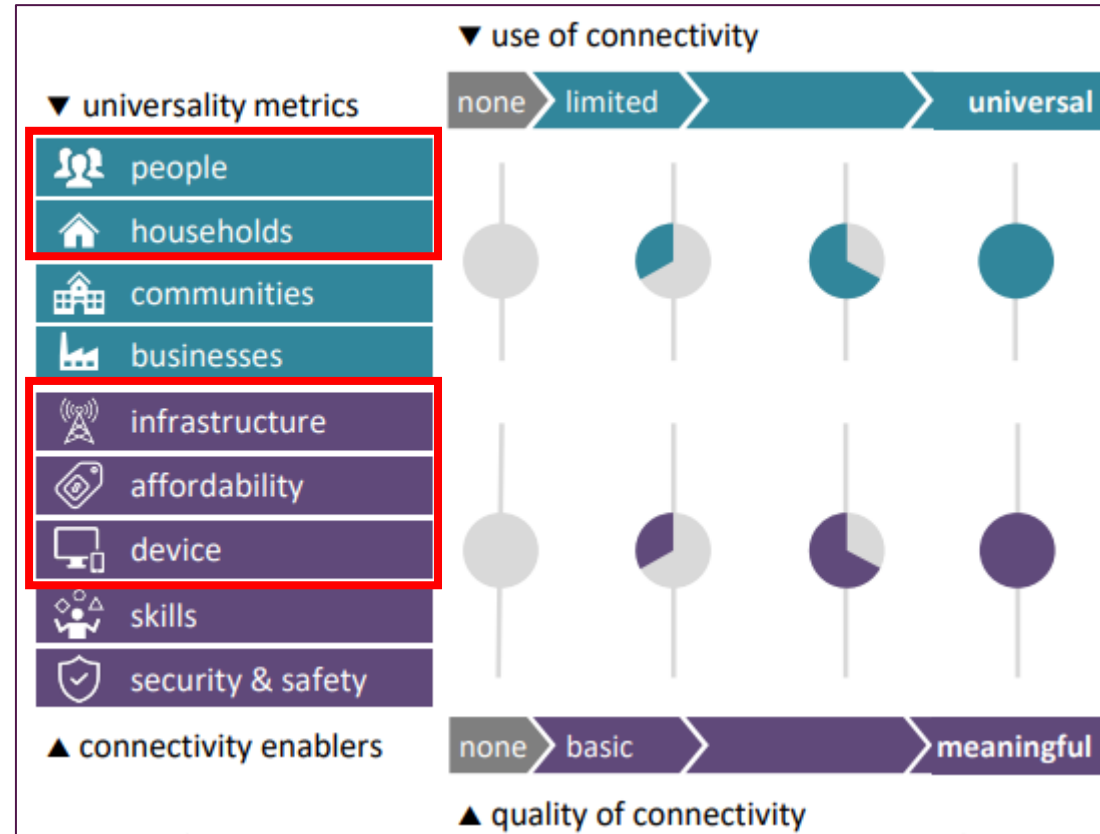 ▼ use of connectivity
▼ universality metrics
none limited universal
people
households
communities
businesses
infrastructure
affordability
device
skills
security & safety
▲ connectivity enablers
none basic meaningful
▲ quality of connectivity